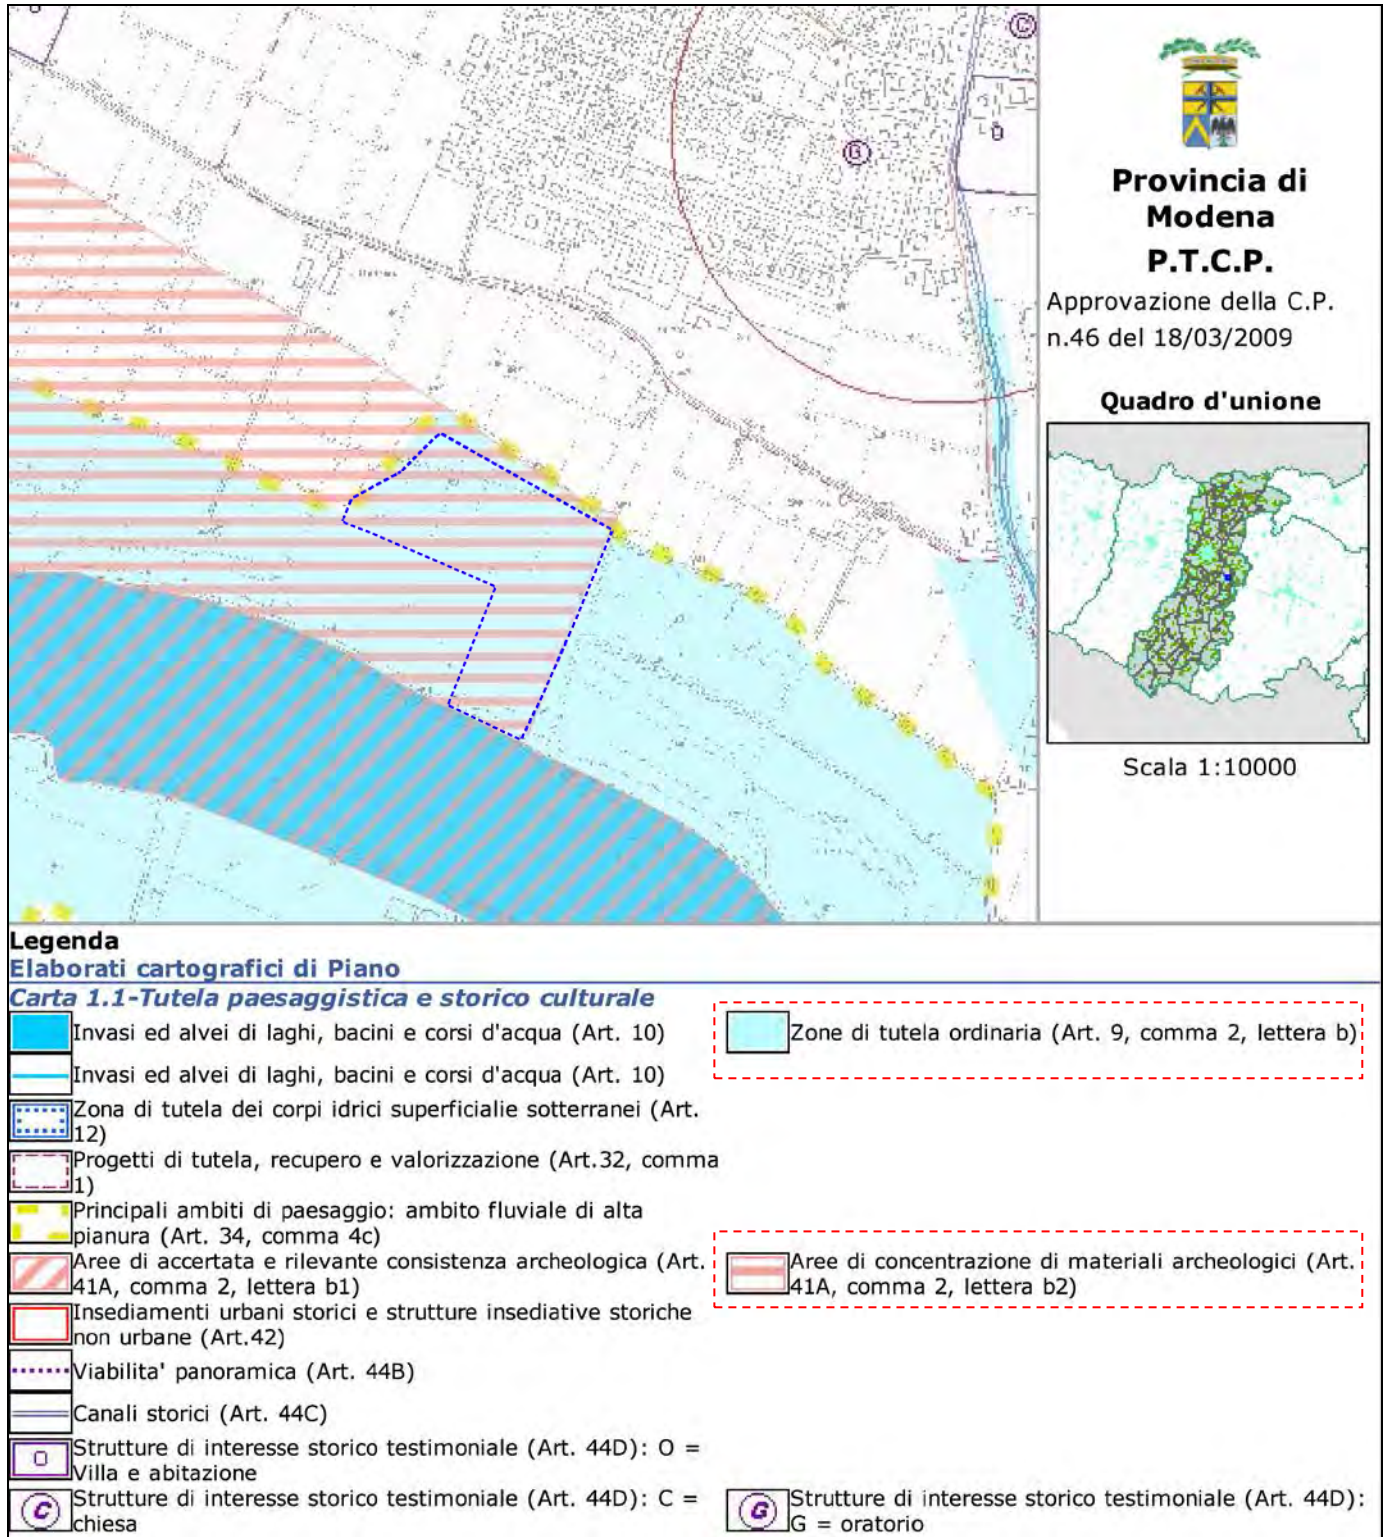 C
G
O
Provincia di
Modena
P.T.C.P.
Approvazione della C.P.
n.46 del 18/03/2009
Quadro d'unione
Scala 1:10000
Legenda
Elaborati cartografici di Piano
Carta 1.1-Tutela paesaggistica e storico culturale
Invasi ed alvei di laghi, bacini e corsi d'acqua (Art. 10)
Zone di tutela ordinaria (Art. 9, comma 2, lettera b)
Invasi ed alvei di laghi, bacini e corsi d'acqua (Art. 10)
Zona di tutela dei corpi idrici superficialie sotterranei (Art.
12)
Progetti di tutela, recupero e valorizzazione (Art.32, comma
1)
Principali ambiti di paesaggio: ambito fluviale di alta
pianura (Art. 34, comma 4c)
Aree di accertata e rilevante consistenza archeologica (Art.
41A, comma 2, lettera b1)
Aree di concentrazione di materiali archeologici (Art.
41A, comma 2, lettera b2)
Insediamenti urbani storici e strutture insediative storiche
non urbane (Art.42)
Viabilita' panoramica (Art. 44B)
Canali storici (Art. 44C)
O
Strutture di interesse storico testimoniale (Art. 44D): O =
Villa e abitazione
C
Strutture di interesse storico testimoniale (Art. 44D): C =
chiesa
G
Strutture di interesse storico testimoniale (Art. 44D):
G = oratorio